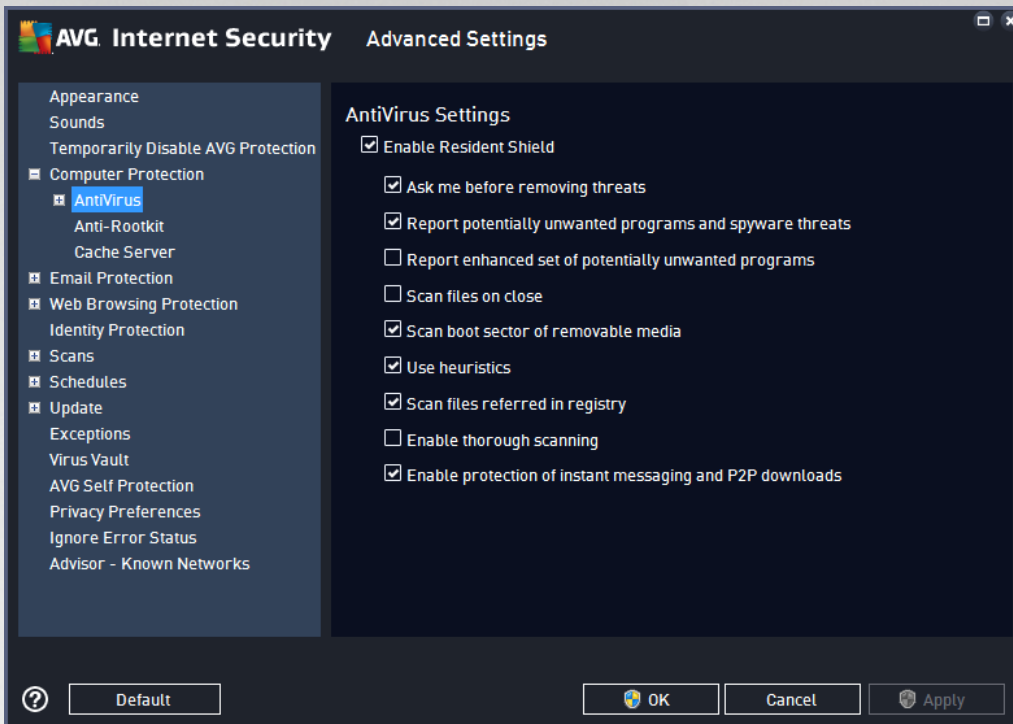 AVG. Internet Security Advanced Settings
Appearance
Sounds
Temporarily Disable AVG Protection
Computer Protection
AntiVirus
Anti-Rootkit
Cache Server
Email Protection
Web Browsing Protection
Identity Protection
Scans
Schedules
Update
Exceptions
Virus Vault
AVG Self Protection
Privacy Preferences
Ignore Error Status
Advisor - Known Networks
AntiVirus Settings
Enable Resident Shield
Ask me before removing threats
Report potentially unwanted programs and spyware threats
Report enhanced set of potentially unwanted programs
Scan files on close
Scan boot sector of removable media
Use heuristics
Scan files referred in registry
Enable thorough scanning
Enable protection of instant messaging and P2P downloads
? Default OK Cancel Apply